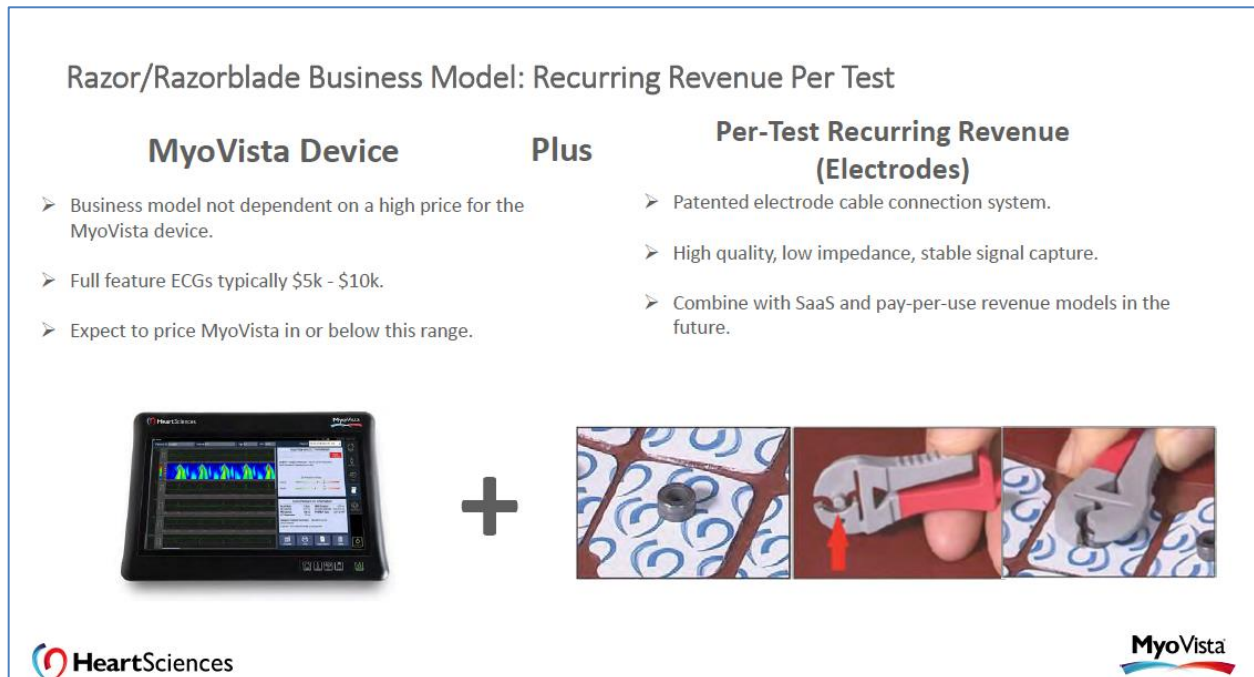 Razor/Razorblade Business Model: Recurring Revenue Per Test
MyoVista Device
Plus
Per-Test Recurring Revenue
(Electrodes)
➢ Business model not dependent on a high price for the
MyoVista device.
➢ Full feature ECGs typically $5k - $10k.
➢ Expect to price MyoVista in or below this range.
➢ Patented electrode cable connection system.
➢ High quality, low impedance, stable signal capture.
➢ Combine with SaaS and pay-per-use revenue models in the
future.
HeartSciences
MyoVista
HeartSciences
MyoVista